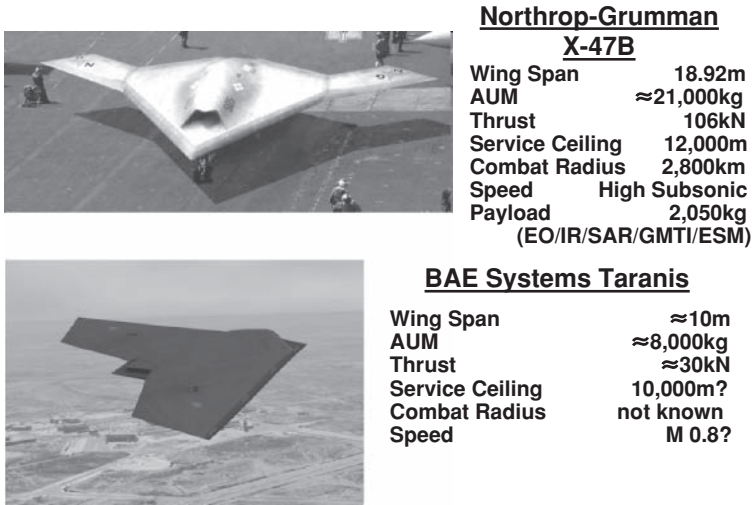 Northrop-Grumman
X-47B
Wing Span 18.92m
AUM ≈21,000kg
Thrust 106kN
Service Ceiling 12,000m
Combat Radius 2,800km
Speed High Subsonic
Payload 2,050kg
(EO/IR/SAR/GMTI/ESM)
BAE Systems Taranis
Wing Span ≈10m
AUM ≈8,000kg
Thrust ≈30kN
Service Ceiling 10,000m?
Combat Radius not known
Speed M 0.8?